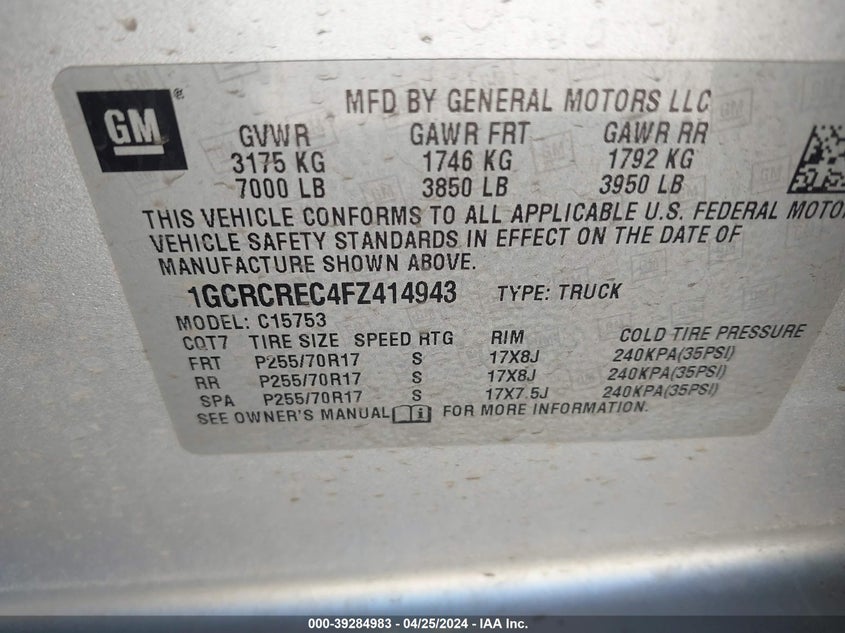 GM ®
MFD BY GENERAL MOTORS LLC
GVWR GAWR FRT GAWR RR
3175 KG 1746 KG 1792 KG
7000 LB 3850 LB 3950 LB
THIS VEHICLE CONFORMS TO ALL APPLICABLE U.S. FEDERAL MOTO
VEHICLE SAFETY STANDARDS IN EFFECT ON THE DATE OF
MANUFACTURE SHOWN ABOVE.
1GCRCREC4FZ414943 TYPE: TRUCK
MODEL: C15753
CQT7 TIRE SIZE SPEED RTG RIM COLD TIRE PRESSURE
FRT P255/70R17 S 17X8J 240KPA(35PSI)
RR P255/70R17 S 17X8J 240KPA(35PSI)
SPA P255/70R17 S 17X7.5J 240KPA(35PSI)
SEE OWNER'S MANUAL FOR MORE INFORMATION.
000-39284983 - 04/25/2024 - IAA Inc.